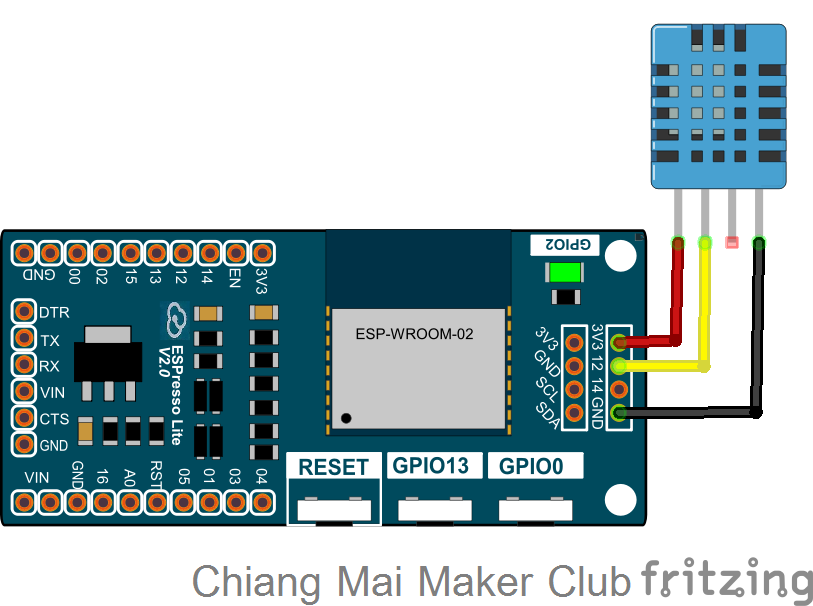 GPIO2
GND
00
02
15
13
12
14
EN
3V3
DTR
TX
RX
VIN
CTS
GND
ESPresso Lite
V2.0
ESP-WROOM-02
3V3
GND
SCL
SDA
3V3
12
14
GND
RESET
GPIO13
GPIO0
VIN
GND
16
A0
RST
05
01
03
04
Chiang Mai Maker Club
fritzing